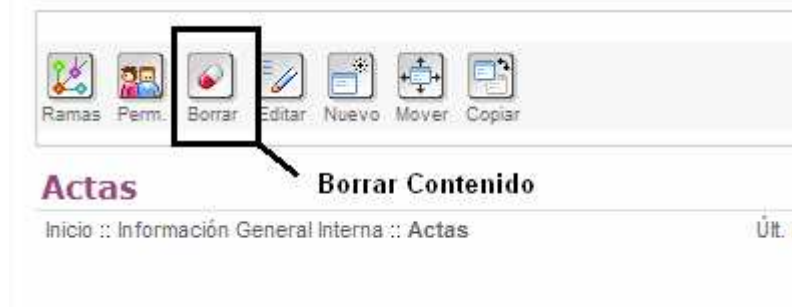 Ramas Perm. Borrar Editar Nuevo Mover Copiar
Actas
Borrar Contenido
Inicio :: Información General Interna :: Actas
Últ.